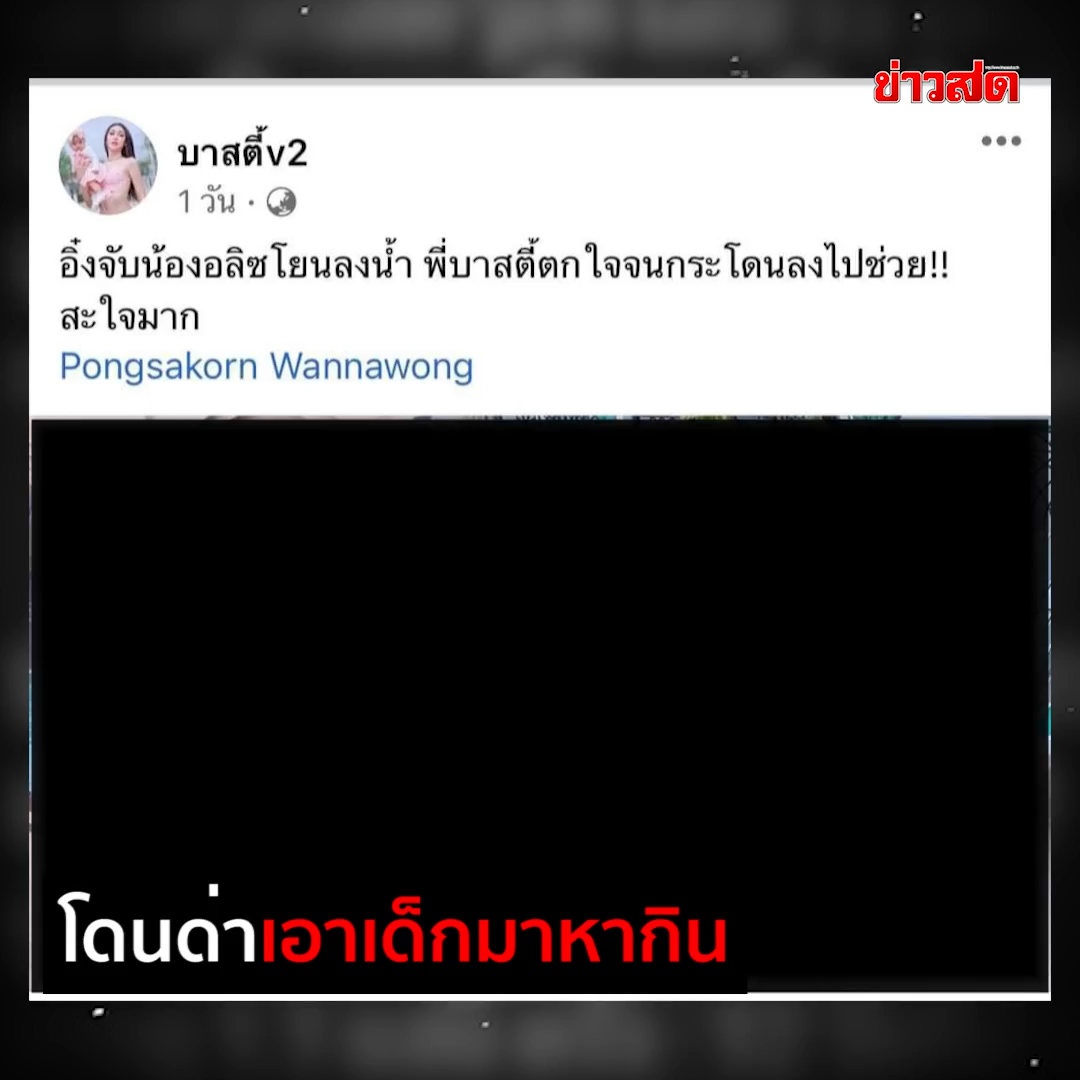 ข่าวสด
บาสตี้v2
1 วัน ·
อิ๋งจับน้องอลิซโยนลงน้ำ พี่บาสตี้ตกใจจนกระโดนลงไปช่วย!!
สะใจมาก
Pongsakorn Wannawong
โดนด่าเอาเด็กมาหากิน